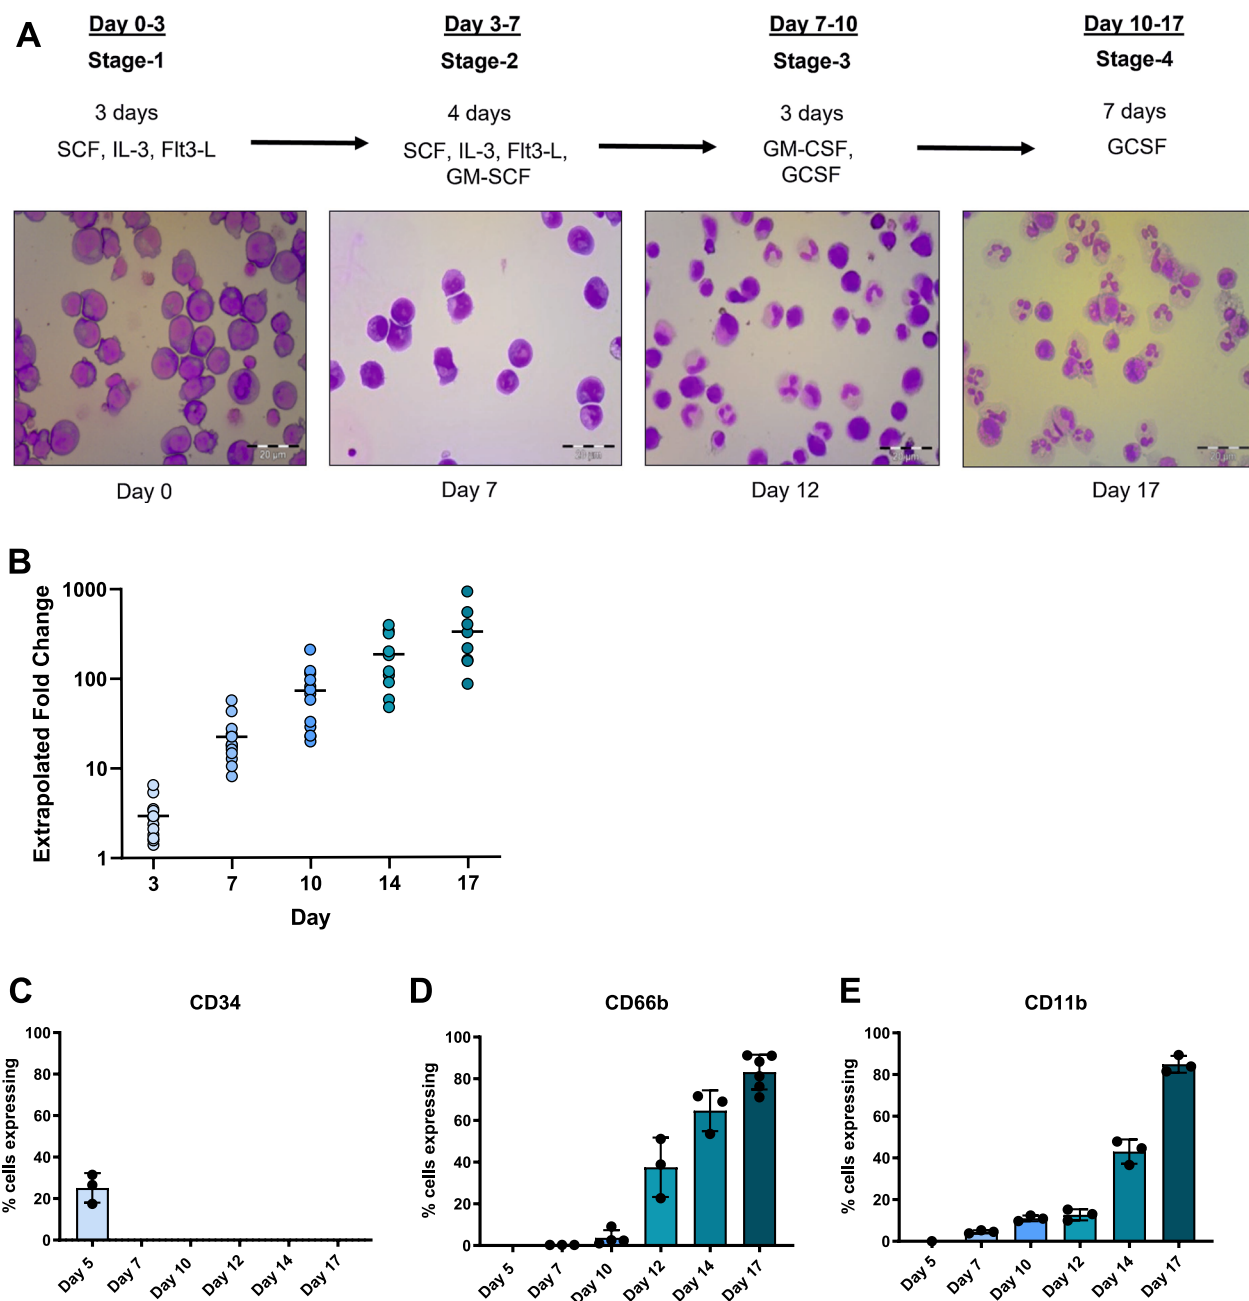 A
Day 0-3
Day 3-7
Day 7-10
Day 10-17
Stage-1
Stage-2
Stage-3
Stage-4
3 days
4 days
3 days
7 days
SCF, IL-3, Flt3-L
SCF, IL-3, Flt3-L,
GM-SCF
GM-CSF,
GCSF
GCSF
20 µm
20 µm
Day 0
Day 7
Day 12
Day 17
B
Extrapolated Fold Change
1000
100
10
1
3
7
10
14
17
Day
C
CD34
% cells expressing
100
80
60
40
20
0
Day 5
Day 7
Day 10
Day 12
Day 14
Day 17
D
CD66b
% cells expressing
100
80
60
40
20
0
Day 5
Day 7
Day 10
Day 12
Day 14
Day 17
E
CD11b
% cells expressing
100
80
60
40
20
0
Day 5
Day 7
Day 10
Day 12
Day 14
Day 17